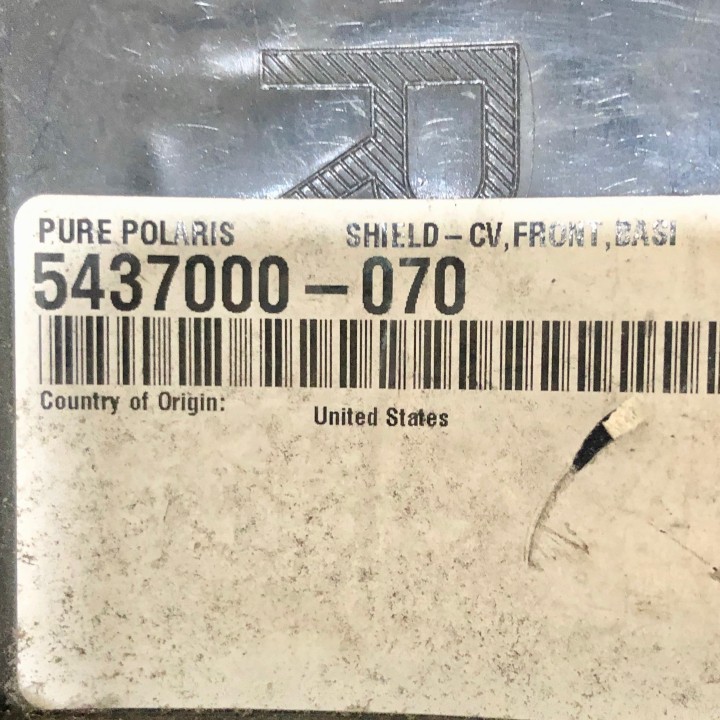 R
PURE POLARIS SHIELD-CV,FRONT,BASI
5437000-070
Country of Origin:
United States